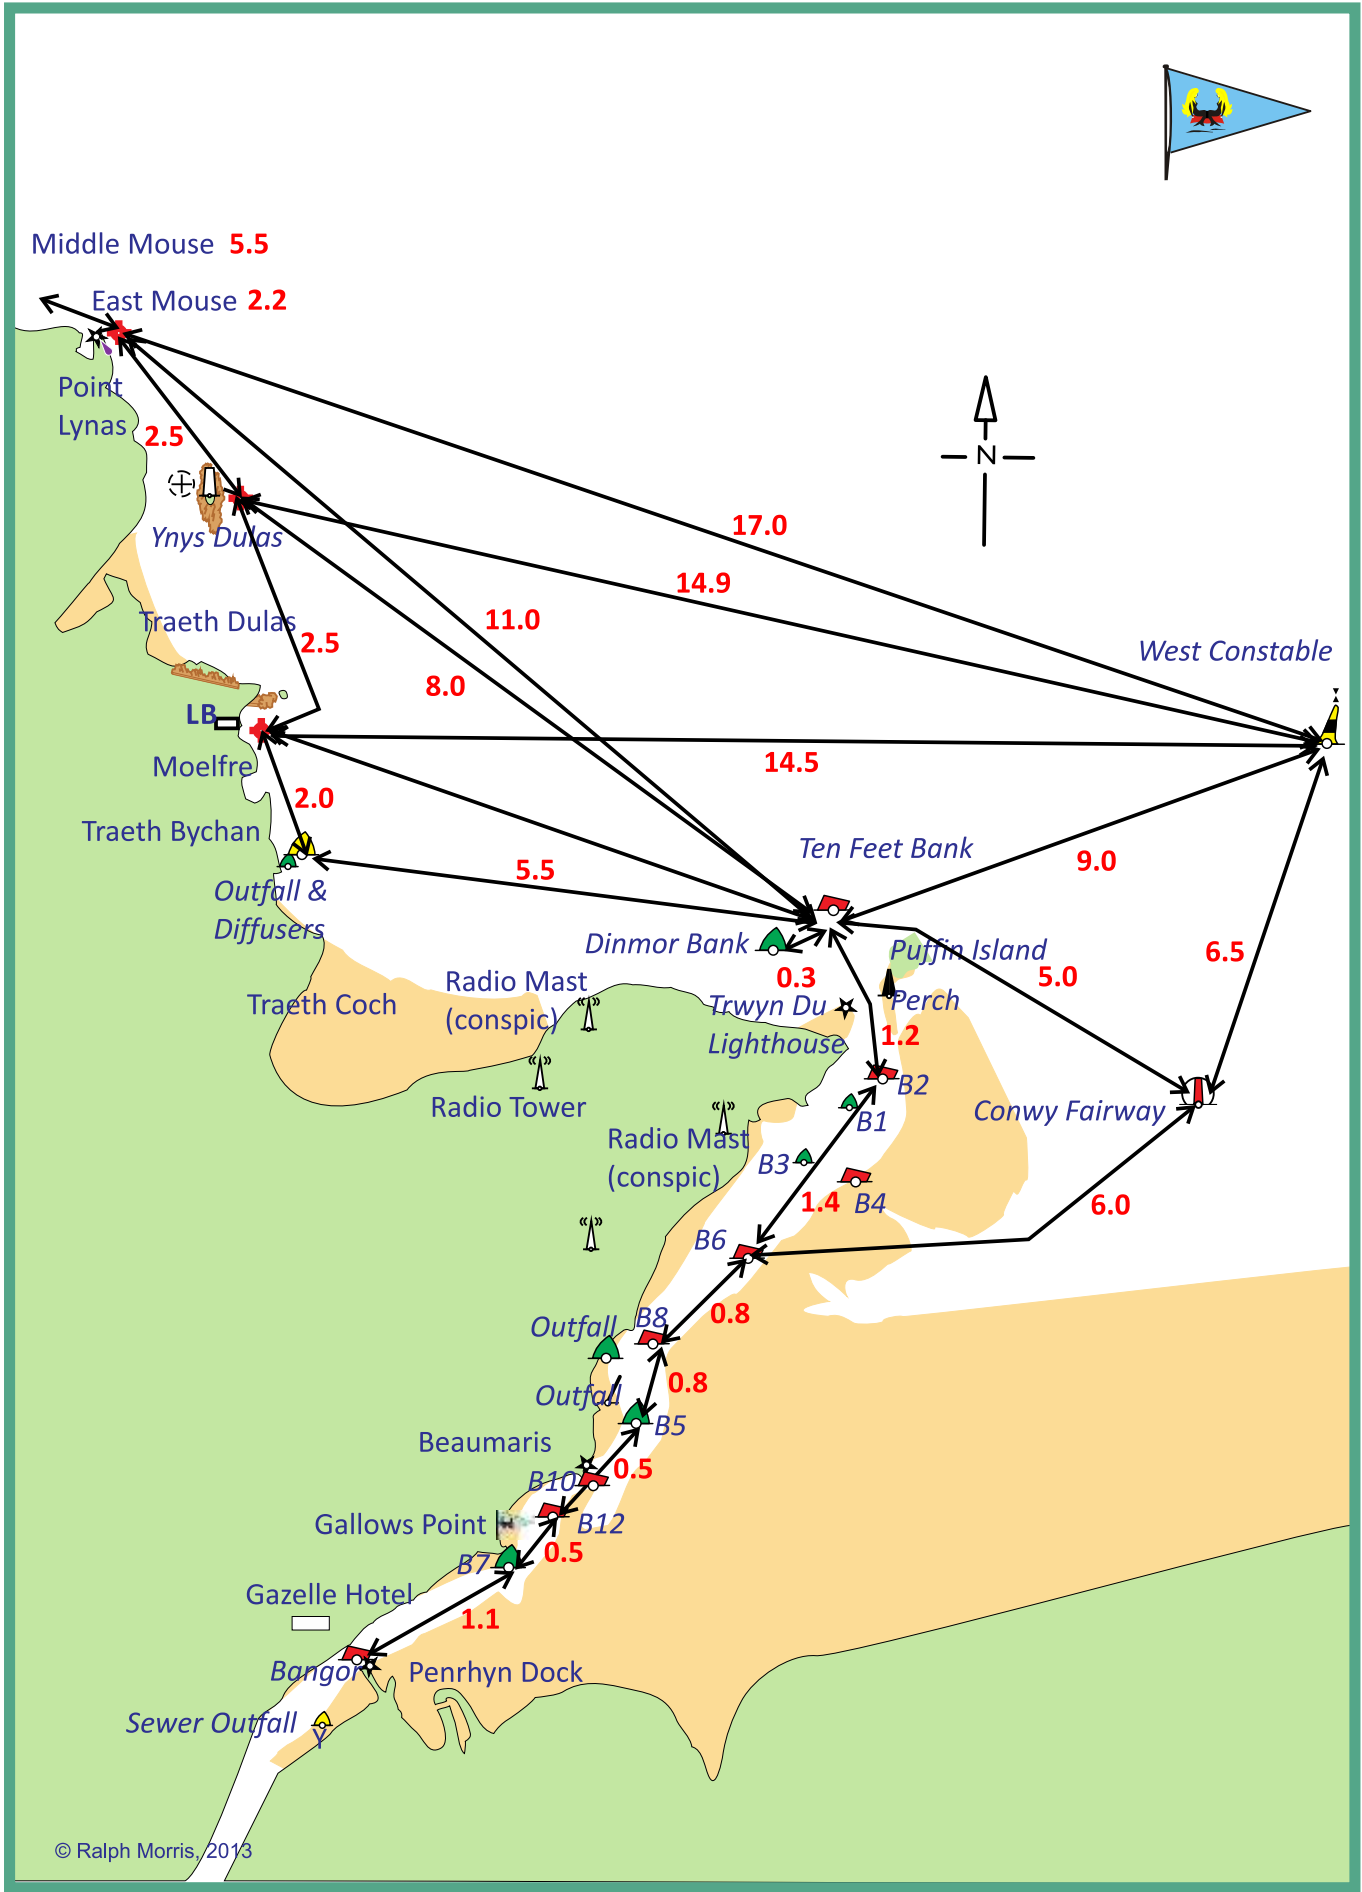 Middle Mouse 5.5
East Mouse 2.2
Point
Lynas
2.5
N
Ynys Dulas
17.0
14.9
Traeth Dulas
11.0
2.5
West Constable
8.0
LB
Moelfre
14.5
2.0
Traeth Bychan
Ten Feet Bank
5.5
9.0
Outfall &
Diffusers
Dinmor Bank
Puffin Island
6.5
0.3
5.0
Radio Mast
(conspic)
Traeth Coch
Trwyn Du
Lighthouse
Perch
1.2
B2
Radio Tower
B1
Conwy Fairway
Radio Mast
(conspic)
B3
1.4
B4
6.0
B6
0.8
Outfall
B8
0.8
Outfall
B5
Beaumaris
0.5
B10
Gallows Point
B12
0.5
B7
Gazelle Hotel
1.1
Bangor
Penrhyn Dock
Sewer Outfall
Y
© Ralph Morris, 2013